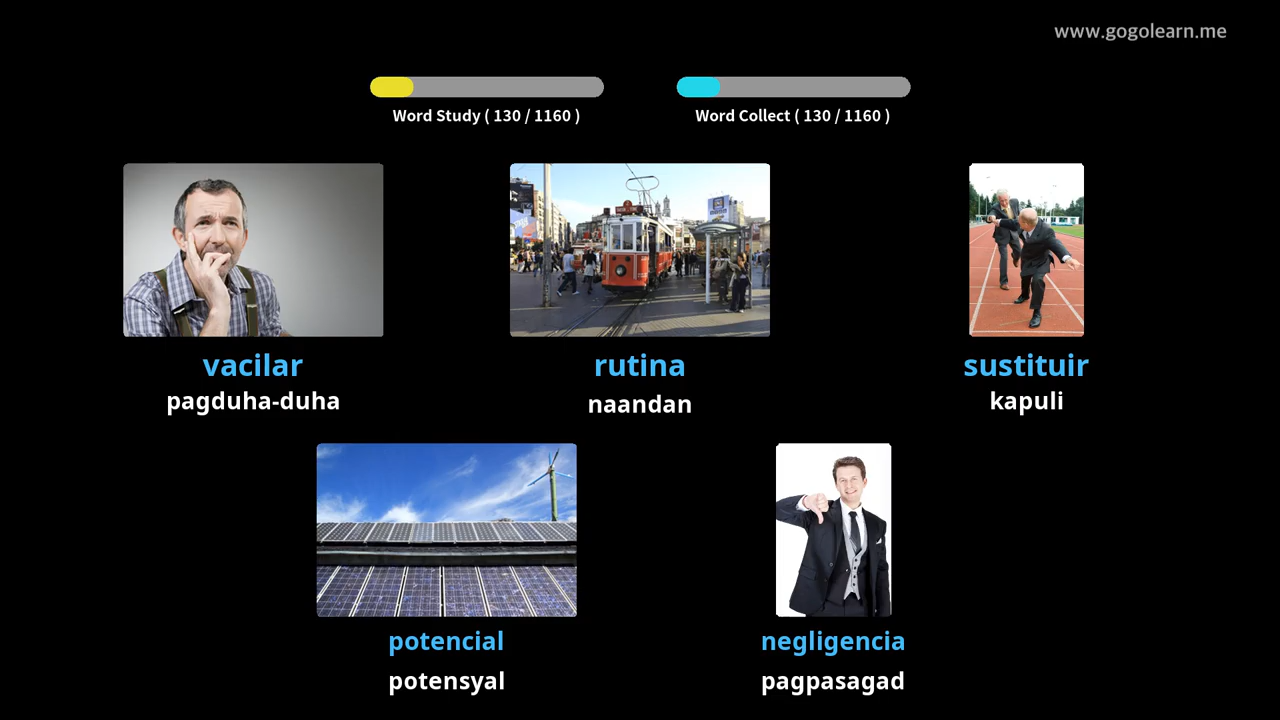 www.gogolearn.me
Word Study ( 130 / 1160 )
Word Collect ( 130 / 1160 )
vacilar
pagduha-duha
rutina
naandan
sustituir
kapuli
potencial
potensyal
negligencia
pagpasagad